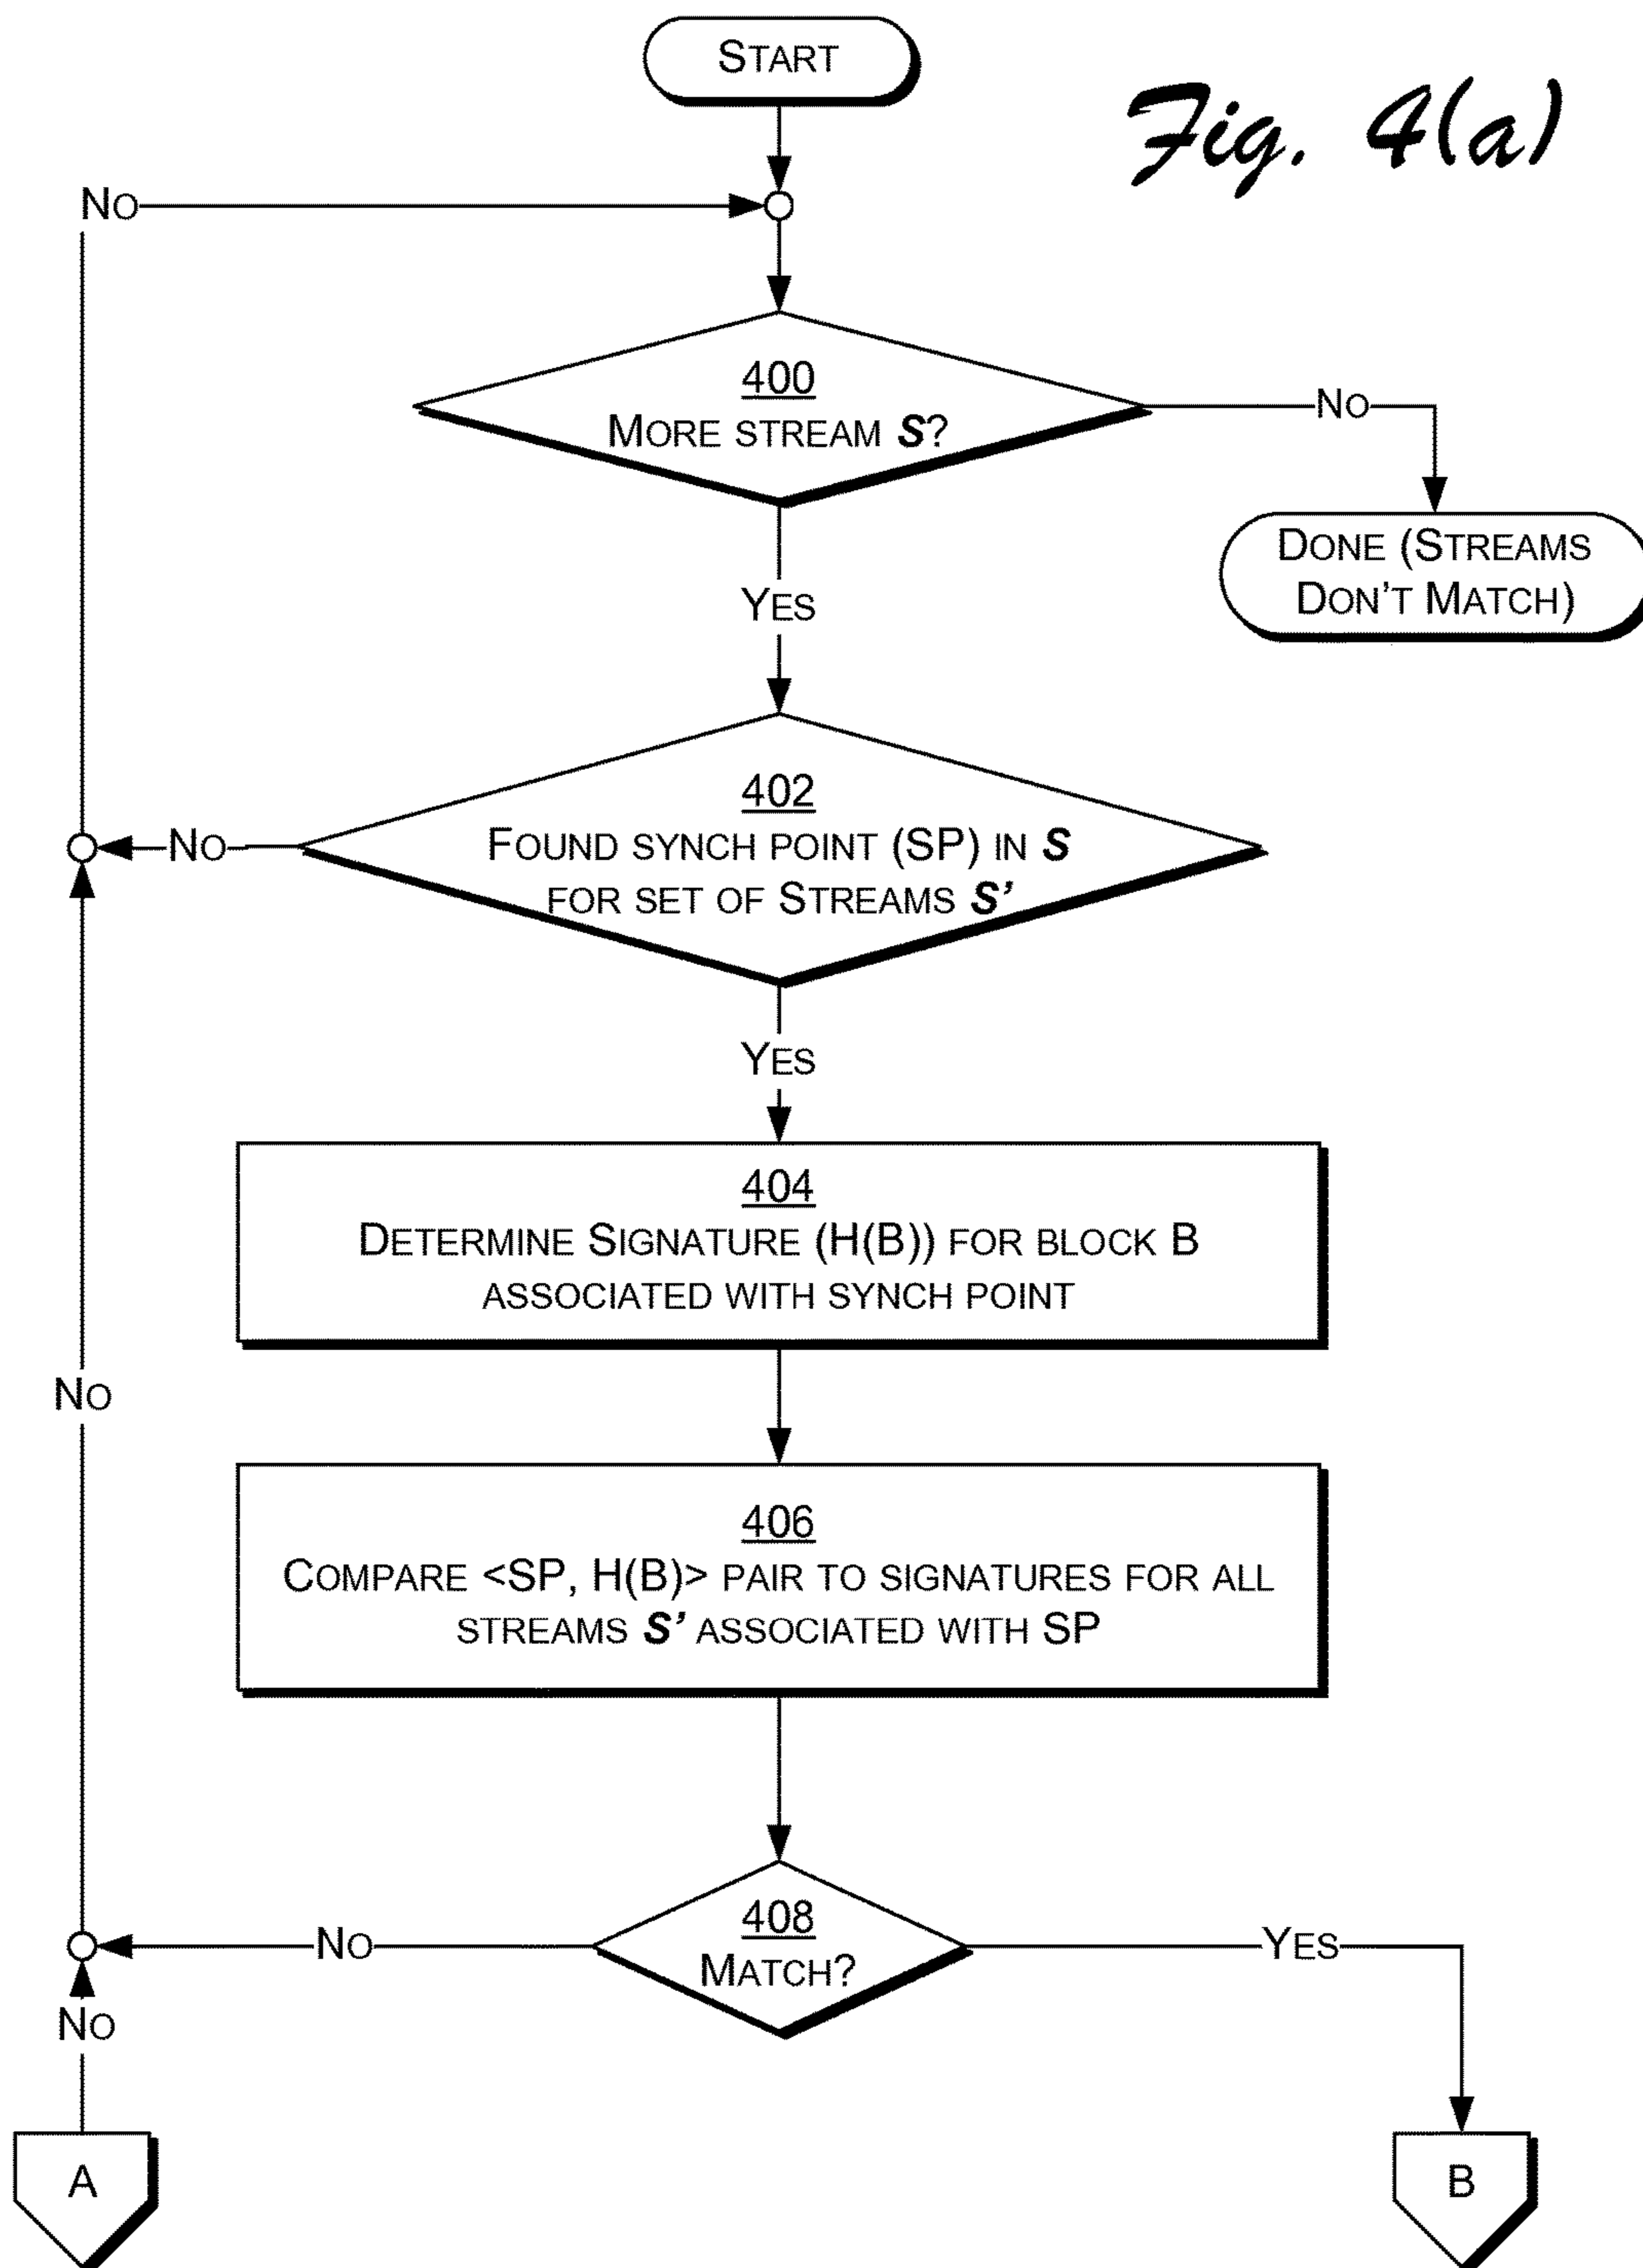 START
Fig. 4(a)
NO
400
MORE STREAM S?
NO
DONE (STREAMS
DON'T MATCH)
YES
402
FOUND SYNCH POINT (SP) IN S
FOR SET OF STREAMS S'
NO
YES
404
DETERMINE SIGNATURE (H(B)) FOR BLOCK B
ASSOCIATED WITH SYNCH POINT
NO
406
COMPARE <SP, H(B)> PAIR TO SIGNATURES FOR ALL
STREAMS S' ASSOCIATED WITH SP
408
MATCH?
NO
YES
NO
A
B